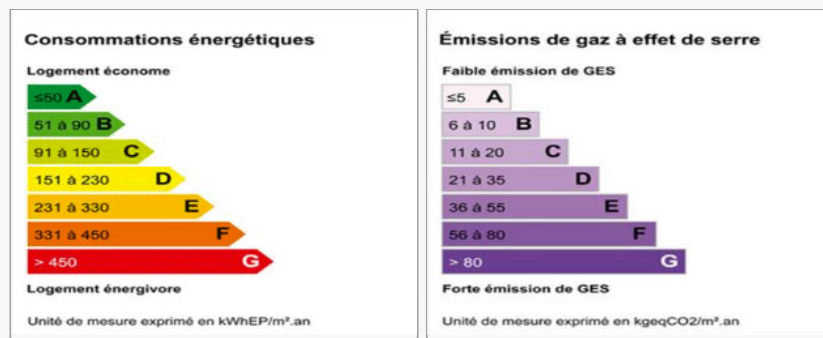 Consommations énergétiques
Logement économe
≤50 A
51 à 90 B
91 à 150 C
151 à 230 D
231 à 330 E
331 à 450 F
> 450 G
Logement énergivore
Unité de mesure exprimé en kWhEP/m².an
Émissions de gaz à effet de serre
Faible émission de GES
≤5 A
6 à 10 B
11 à 20 C
21 à 35 D
36 à 55 E
56 à 80 F
> 80 G
Forte émission de GES
Unité de mesure exprimé en kgeqCO2/m².an